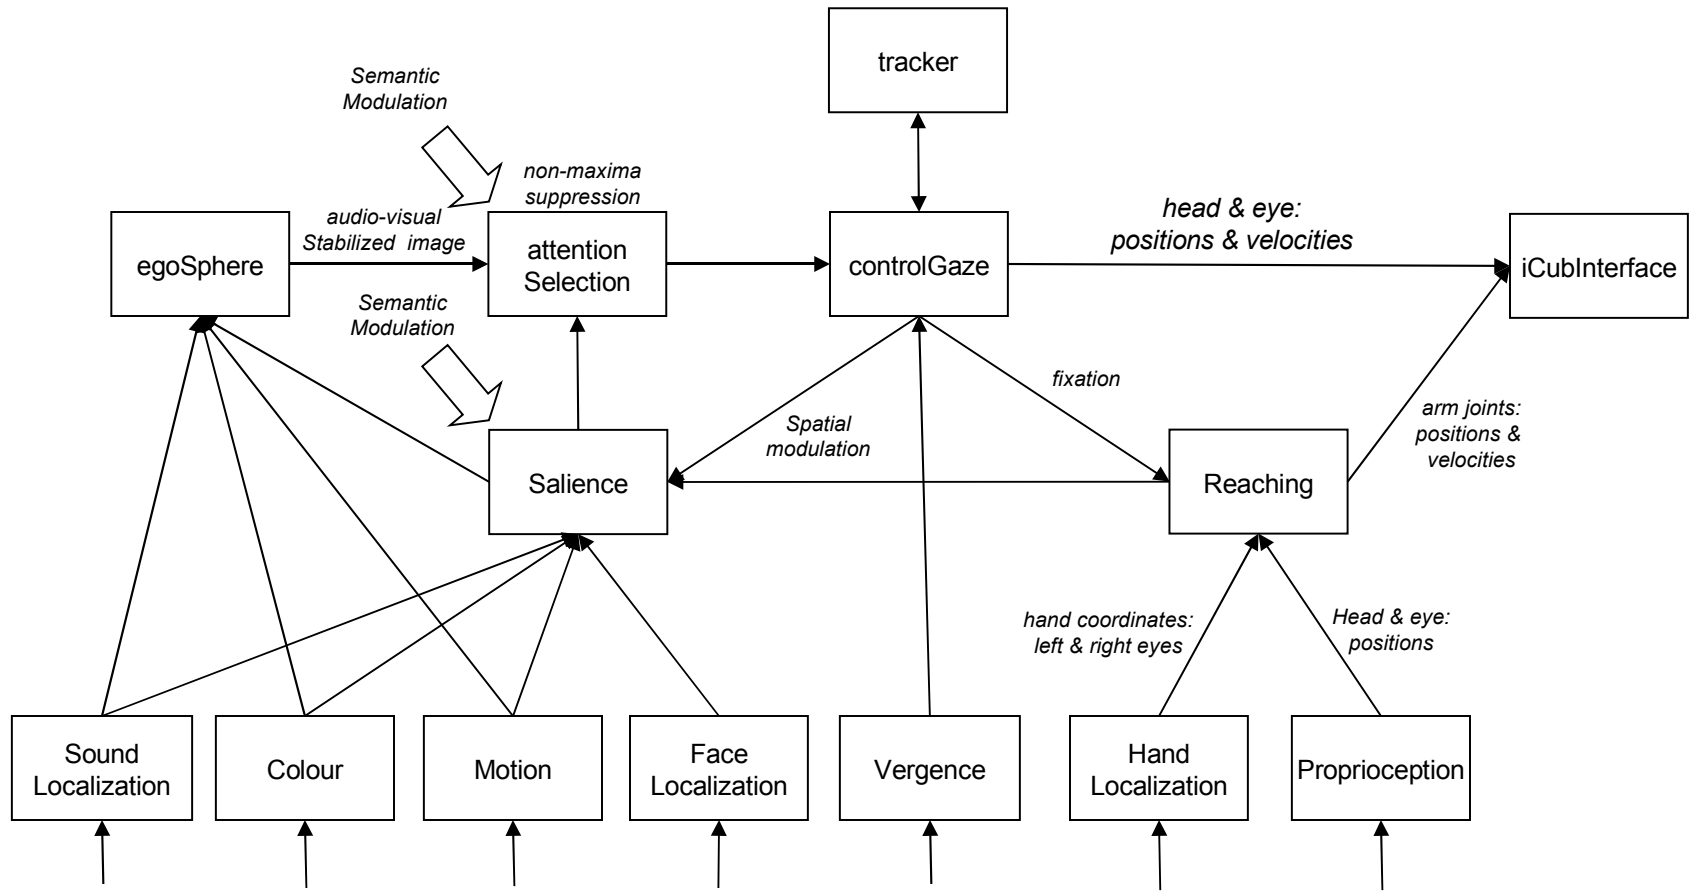 tracker
Semantic
Modulation
non-maxima
suppression
audio-visual
Stabilized image
head & eye:
positions & velocities
egoSphere
attention
Selection
controlGaze
iCubInterface
Semantic
Modulation
fixation
Spatial
modulation
arm joints:
positions &
velocities
Salience
Reaching
hand coordinates:
left & right eyes
Head & eye:
positions
Sound
Localization
Colour
Motion
Face
Localization
Vergence
Hand
Localization
Proprioception